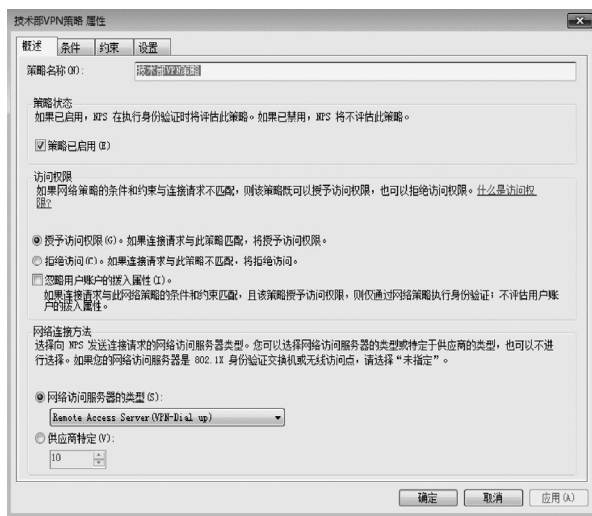 技术部VPN策略 属性
概述 条件 约束 设置
策略名称(N): 技术部VPN策略
策略状态
如果已启用，NPS 在执行身份验证时将评估此策略。如果已禁用，NPS 将不评估此策略。
策略已启用(E)
访问权限
如果网络策略的条件和约束与连接请求不匹配，则该策略既可以授予访问权限，也可以拒绝访问权限。什么是访问权
限?
授予访问权限(G)。如果连接请求与此策略匹配，将授予访问权限。
拒绝访问(C)。如果连接请求与此策略不匹配，将拒绝访问。
忽略用户账户的拨入属性(I)。
如果连接请求与此网络策略的条件和约束匹配，且该策略授予访问权限，则仅通过网络策略执行身份验证；不评估用户账
户的拨入属性。
网络连接方法
选择向 NPS 发送连接请求的网络访问服务器类型。您可以选择网络访问服务器的类型或特定于供应商的类型，也可以不进
行选择。如果您的网络访问服务器是 802.1X 身份验证交换机或无线访问点，请选择“未指定”。
网络访问服务器的类型(S):
Remote Access Server(VPN-Dial up)
供应商特定(V):
10
确定 取消 应用(A)